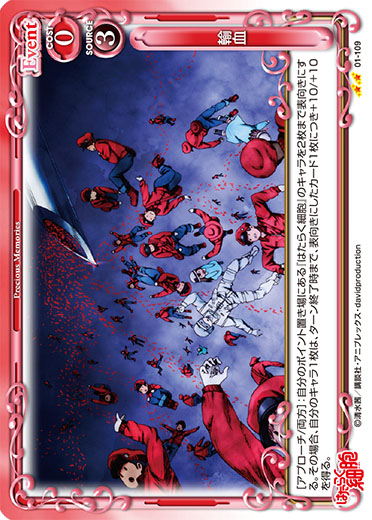 Event
COST
0
SOURCE
3
輸血
Precious Memories
[アプローチ/両方]:自分のポイント置き場にある『はたらく細胞』のキャラを2枚まで表向きにす
る。その場合、自分のキャラ1枚は、ターン終了時まで、表向きにしたカード1枚につき+10/+10
を得る。
はたらく細胞
©清水茜/講談社・アニプレックス・davidproduction
01-109